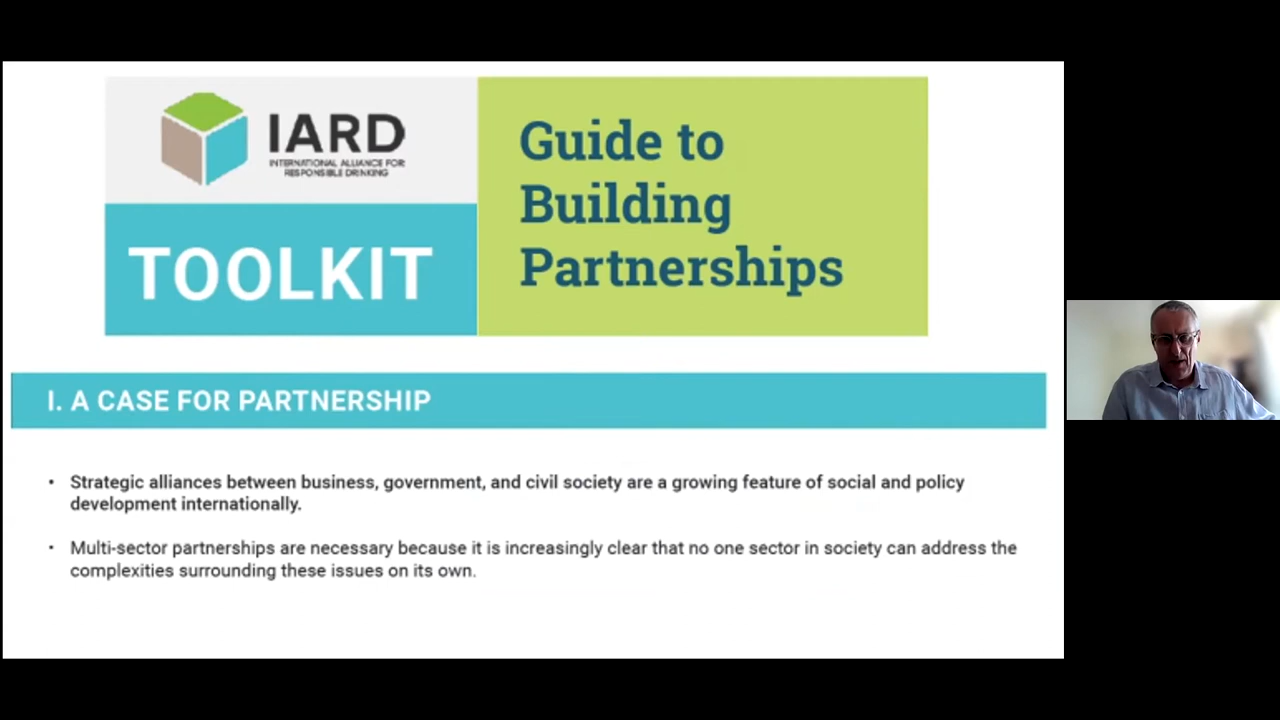 IARD
INTERNATIONAL ALLIANCE FOR
RESPONSIBLE DRINKING
TOOLKIT
Guide to
Building
Partnerships
I. A CASE FOR PARTNERSHIP
• Strategic alliances between business, government, and civil society are a growing feature of social and policy
development internationally.
• Multi-sector partnerships are necessary because it is increasingly clear that no one sector in society can address the
complexities surrounding these issues on its own.